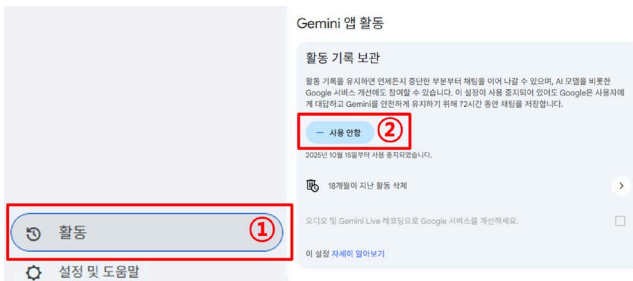 Gemini 앱 활동
활동 기록 보관
활동 기록을 유지하면 언제든지 중단한 부분부터 채팅을 이어 나갈 수 있으며, AI 모델을 비롯한
Google 서비스 개선에도 참여할 수 있습니다. 이 설정이 사용 중지되어 있어도 Google은 사용자에
게 대답하고 Gemini를 안전하게 유지하기 위해 72시간 동안 채팅을 저장합니다.
사용 안함
②
2025년 10월 15일부터 사용 중지되었습니다.
18개월이 지난 활동 삭제
오디오 및 Gemini Live 레코딩으로 Google 서비스를 개선하세요.
이 설정 자세히 알아보기
활동
①
설정 및 도움말